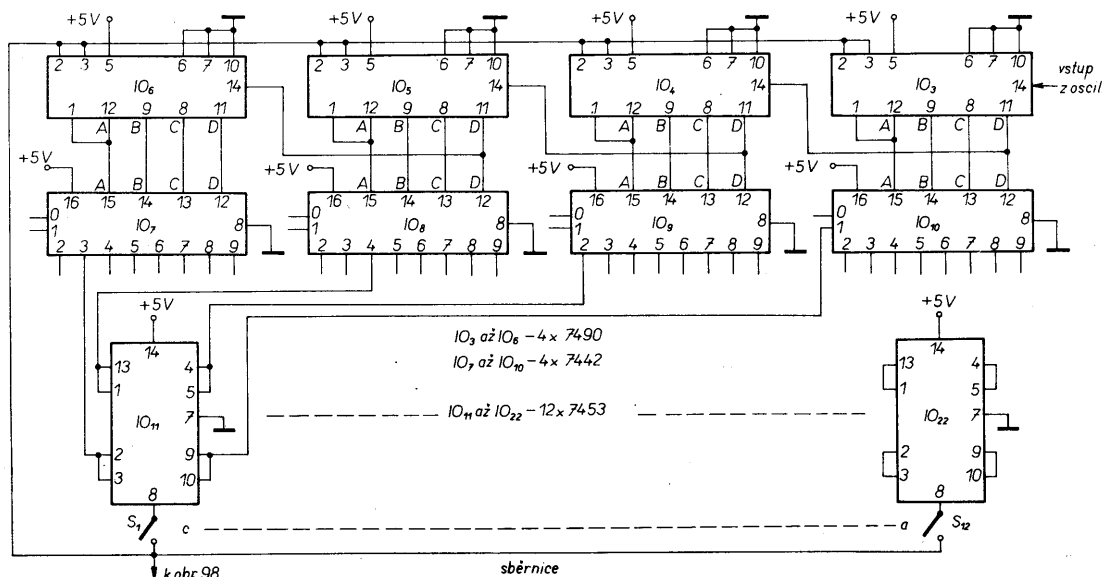 +5V +5V +5V +5V
2 3 5 6 7 10 2 3 5 6 7 10 2 3 5 6 7 10 2 3 5 6 7 10
IO6 14 IO5 14 IO4 14 IO3 14
vstup
z oscil
1 12 9 8 11 1 12 9 8 11 1 12 9 8 11 1 12 9 8 11
A B C D A B C D A B C D A B C D
+5V +5V +5V +5V
A B C D A B C D A B C D A B C D
16 15 14 13 12 16 15 14 13 12 16 15 14 13 12 16 15 14 13 12
0 1 IO7 8 0 1 IO8 8 0 1 IO9 8 0 1 IO10 8
2 3 4 5 6 7 8 9 2 3 4 5 6 7 8 9 2 3 4 5 6 7 8 9 2 3 4 5 6 7 8 9
+5V +5V
IO3 až IO6 – 4× 7490
IO7 až IO10 – 4× 7442
IO11 až IO22 – 12× 7453
14 14
13 4 13 4
1 5 1 5
7 7
IO11 IO22
2 9 2 9
3 10 3 10
8 8
S1 c a S12
k obr. 98 sběrnice